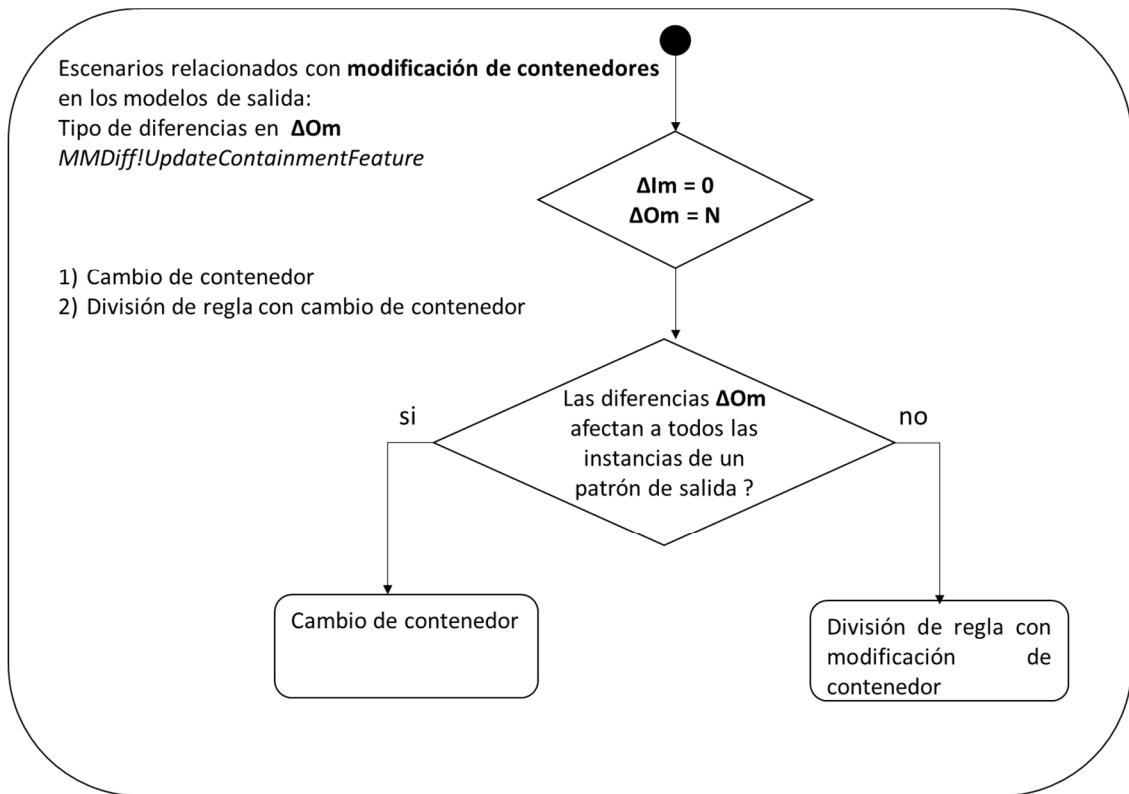 Escenarios relacionados con modificación de contenedores
en los modelos de salida:
Tipo de diferencias en ΔOm
MMDiff!UpdateContainmentFeature
1) Cambio de contenedor
2) División de regla con cambio de contenedor
ΔIm = 0
ΔOm = N
Las diferencias ΔOm
afectan a todos las
instancias de un
patrón de salida ?
si
no
Cambio de contenedor
División de regla con
modificación de
contenedor